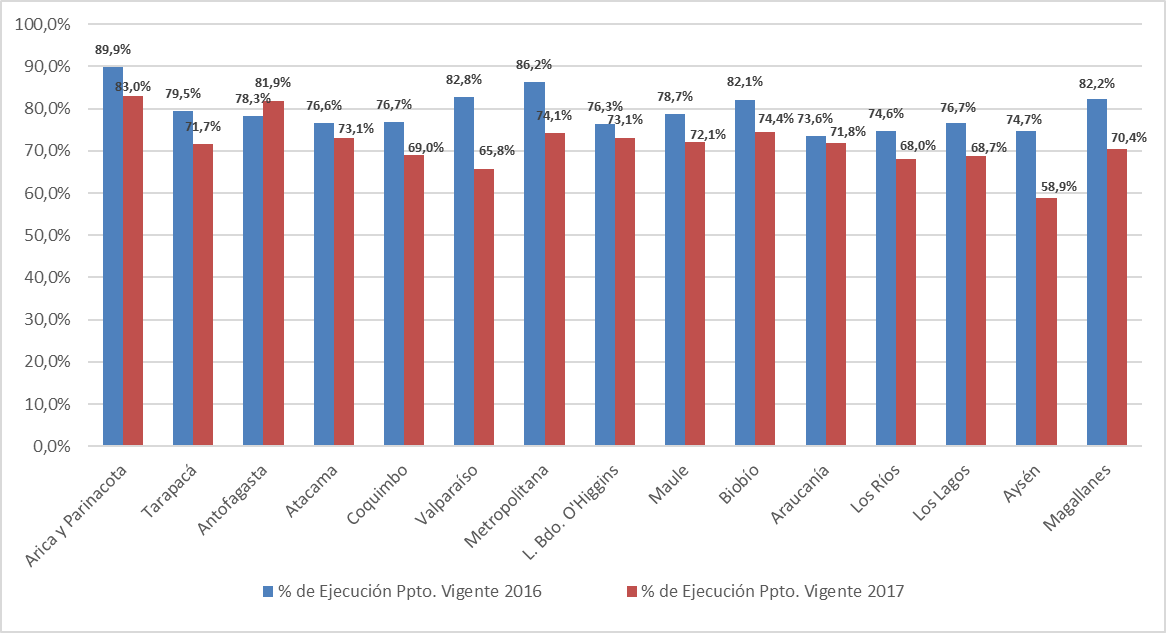 100,0%
90,0%
80,0%
70,0%
60,0%
50,0%
40,0%
30,0%
20,0%
10,0%
0,0%
89,9%
83,0%
79,5%
71,7%
78,3%
81,9%
76,6%
73,1%
76,7%
69,0%
82,8%
65,8%
86,2%
74,1%
76,3%
73,1%
78,7%
72,1%
82,1%
74,4%
73,6%
71,8%
74,6%
68,0%
76,7%
68,7%
74,7%
58,9%
82,2%
70,4%
Arica y Parinacota
Tarapacá
Antofagasta
Atacama
Coquimbo
Valparaíso
Metropolitana
L. Bdo. O'Higgins
Maule
Biobío
Araucanía
Los Ríos
Los Lagos
Aysén
Magallanes
% de Ejecución Ppto. Vigente 2016
% de Ejecución Ppto. Vigente 2017